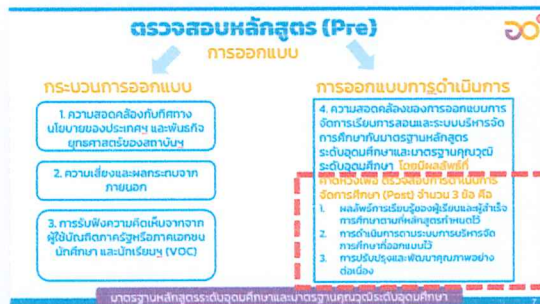 ตรวจสอบหลักสูตร (Pre)
การออกแบบ
กระบวนการออกแบบ
1. ความสอดคล้องกับทิศทาง
นโยบายของประเทศฯ และพันธกิจ
ยุทธศาสตร์ของสถาบันฯ
2. ความเสี่ยงและผลกระทบจาก
ภายนอก
3. การรับฟังความคิดเห็นจากจาก
ผู้ใช้บัณฑิตภาครัฐหรือภาคเอกชน
นักศึกษา และนักเรียนฯ (VOC)
การออกแบบการดำเนินการ
4. ความสอดคล้องของการออกแบบการ
จัดการเรียนการสอนและระบบบริหารจัด
การศึกษากับมาตรฐานหลักสูตร
ระดับอุดมศึกษาและมาตรฐานคุณวุฒิ
ระดับอุดมศึกษา โดยมีผลลัพธ์ที่
คาดหวังเพื่อ ตรวจสอบการดำเนินการ
จัดการศึกษา (Post) จำนวน 3 ข้อ คือ
1. ผลลัพธ์การเรียนรู้ของผู้เรียนและผู้สำเร็จ
การศึกษาตามที่หลักสูตรกำหนดไว้
2. การดำเนินการตามระบบการบริหารจัด
การศึกษาที่ออกแบบไว้
3. การปรับปรุงและพัฒนาคุณภาพอย่าง
ต่อเนื่อง
มาตรฐานหลักสูตรระดับอุดมศึกษาและมาตรฐานคุณวุฒิระดับอุดมศึกษา
7